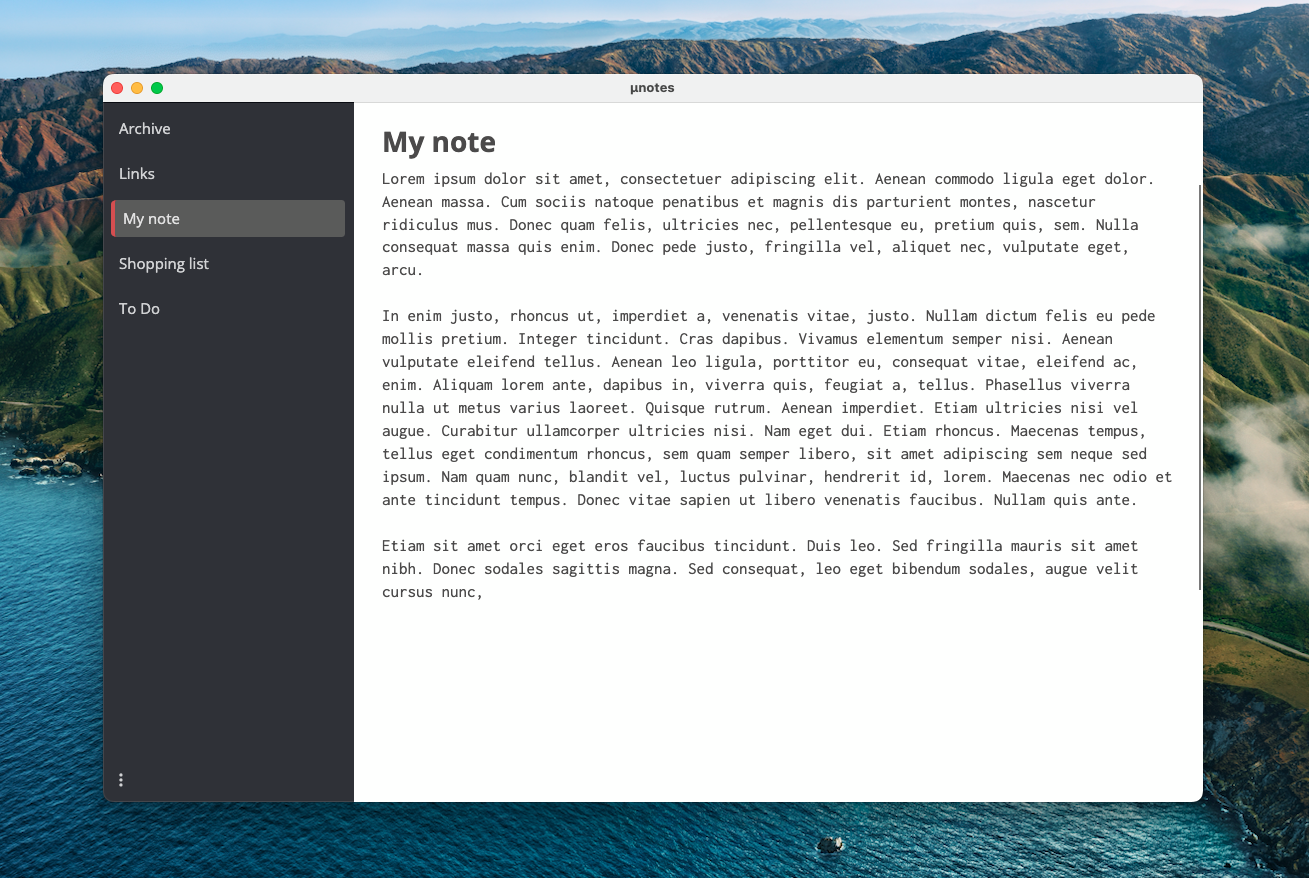 µnotes
Archive
Links
My note
Shopping list
To Do
My note
Lorem ipsum dolor sit amet, consectetuer adipiscing elit. Aenean commodo ligula eget dolor.
Aenean massa. Cum sociis natoque penatibus et magnis dis parturient montes, nascetur
ridiculus mus. Donec quam felis, ultricies nec, pellentesque eu, pretium quis, sem. Nulla
consequat massa quis enim. Donec pede justo, fringilla vel, aliquet nec, vulputate eget,
arcu.
In enim justo, rhoncus ut, imperdiet a, venenatis vitae, justo. Nullam dictum felis eu pede
mollis pretium. Integer tincidunt. Cras dapibus. Vivamus elementum semper nisi. Aenean
vulputate eleifend tellus. Aenean leo ligula, porttitor eu, consequat vitae, eleifend ac,
enim. Aliquam lorem ante, dapibus in, viverra quis, feugiat a, tellus. Phasellus viverra
nulla ut metus varius laoreet. Quisque rutrum. Aenean imperdiet. Etiam ultricies nisi vel
augue. Curabitur ullamcorper ultricies nisi. Nam eget dui. Etiam rhoncus. Maecenas tempus,
tellus eget condimentum rhoncus, sem quam semper libero, sit amet adipiscing sem neque sed
ipsum. Nam quam nunc, blandit vel, luctus pulvinar, hendrerit id, lorem. Maecenas nec odio et
ante tincidunt tempus. Donec vitae sapien ut libero venenatis faucibus. Nullam quis ante.
Etiam sit amet orci eget eros faucibus tincidunt. Duis leo. Sed fringilla mauris sit amet
nibh. Donec sodales sagittis magna. Sed consequat, leo eget bibendum sodales, augue velit
cursus nunc,